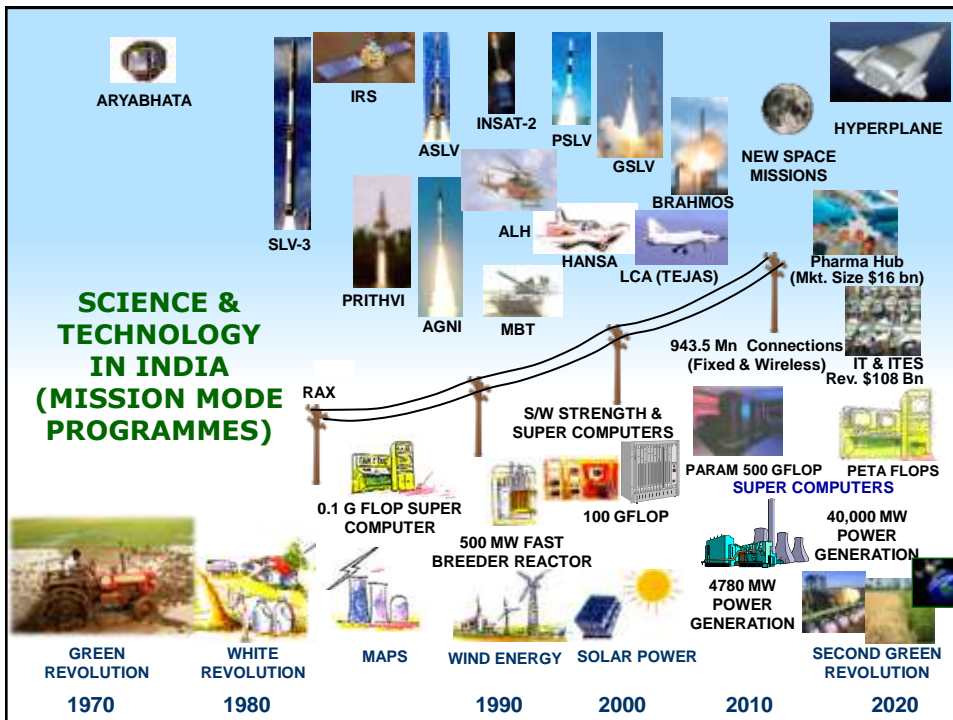 ARYABHATA
SLV-3
IRS
ASLV
INSAT-2
PSLV
GSLV
BRAHMOS
NEW SPACE
MISSIONS
HYPERPLANE
PRITHVI
AGNI
ALH
MBT
HANSA
LCA (TEJAS)
Pharma Hub
(Mkt. Size $16 bn)
SCIENCE &
TECHNOLOGY
IN INDIA
(MISSION MODE
PROGRAMMES)
RAX
943.5 Mn Connections
(Fixed & Wireless)
IT & ITES
Rev. $108 Bn
S/W STRENGTH &
SUPER COMPUTERS
0.1 G FLOP SUPER
COMPUTER
500 MW FAST
BREEDER REACTOR
100 GFLOP
PARAM 500 GFLOP
PETA FLOPS
SUPER COMPUTERS
4780 MW
POWER
GENERATION
40,000 MW
POWER
GENERATION
GREEN
REVOLUTION
WHITE
REVOLUTION
MAPS
WIND ENERGY
SOLAR POWER
SECOND GREEN
REVOLUTION
1970
1980
1990
2000
2010
2020